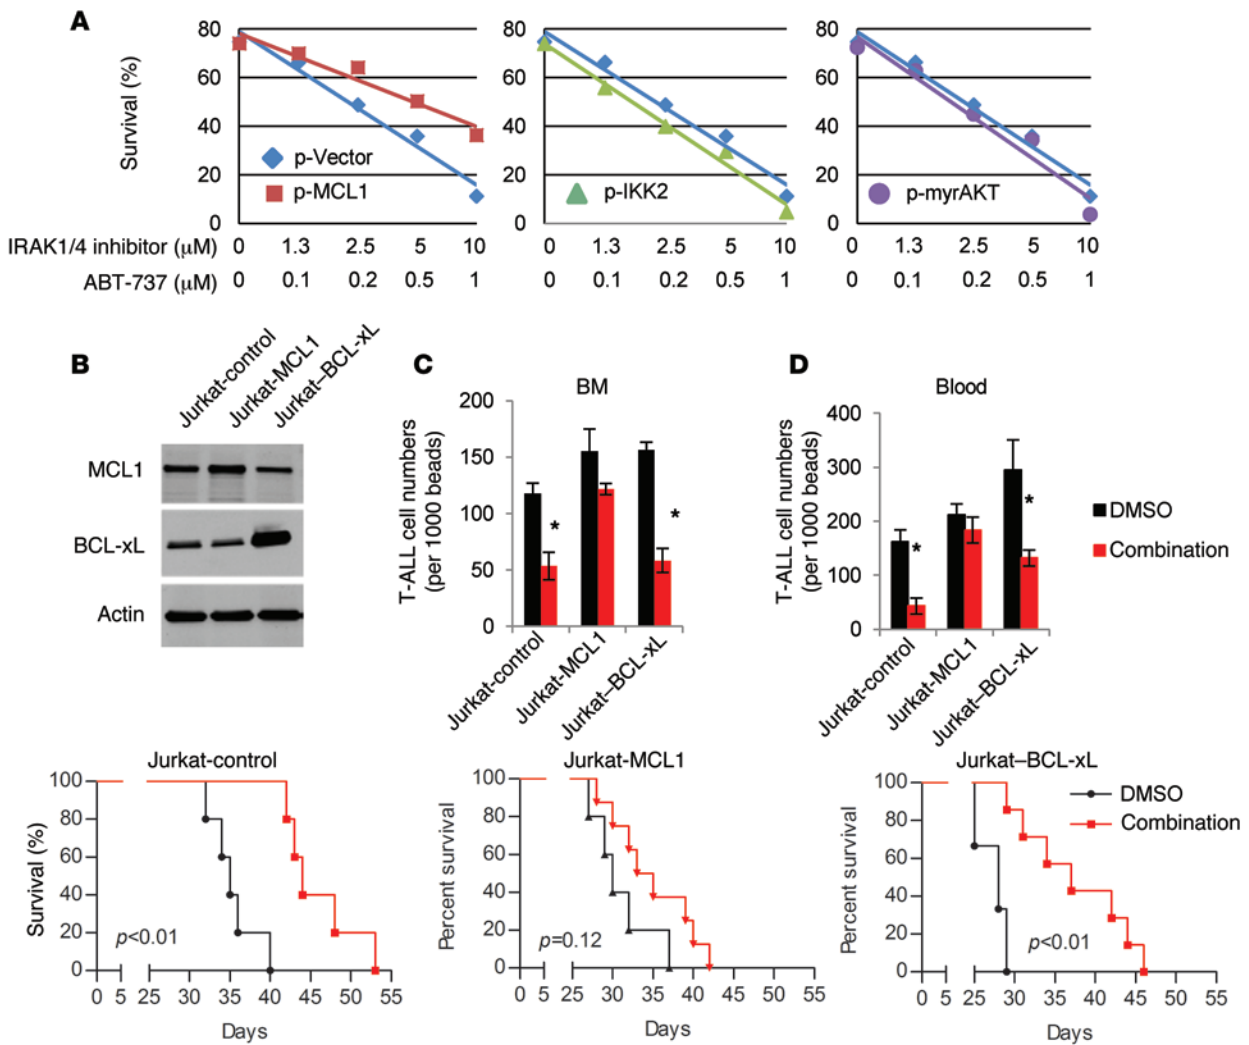 A
80 80 80
60 60 60
40 40 40
20 20 20
0 0 0
Survival (%)
p-Vector
p-MCL1
p-IKK2
p-myrAKT
IRAK1/4 inhibitor (µM) 0 1.3 2.5 5 10 0 1.3 2.5 5 10 0 1.3 2.5 5 10
ABT-737 (µM) 0 0.1 0.2 0.5 1 0 0.1 0.2 0.5 1 0 0.1 0.2 0.5 1
B
Jurkat-control
Jurkat-MCL1
Jurkat–BCL-xL
MCL1
BCL-xL
Actin
C
BM
T-ALL cell numbers
(per 1000 beads)
200
150
100
50
0
*
*
Jurkat-control
Jurkat-MCL1
Jurkat–BCL-xL
D
Blood
T-ALL cell numbers
(per 1000 beads)
400
300
200
100
0
*
*
Jurkat-control
Jurkat-MCL1
Jurkat–BCL-xL
DMSO
Combination
Jurkat-control
Survival (%)
100
80
60
40
20
0
p<0.01
0 5 25 30 35 40 45 50 55
Days
Jurkat-MCL1
Percent survival
100
80
60
40
20
0
p=0.12
0 5 25 30 35 40 45 50 55
Days
Jurkat–BCL-xL
Percent survival
100
80
60
40
20
0
p<0.01
DMSO
Combination
0 5 25 30 35 40 45 50 55
Days